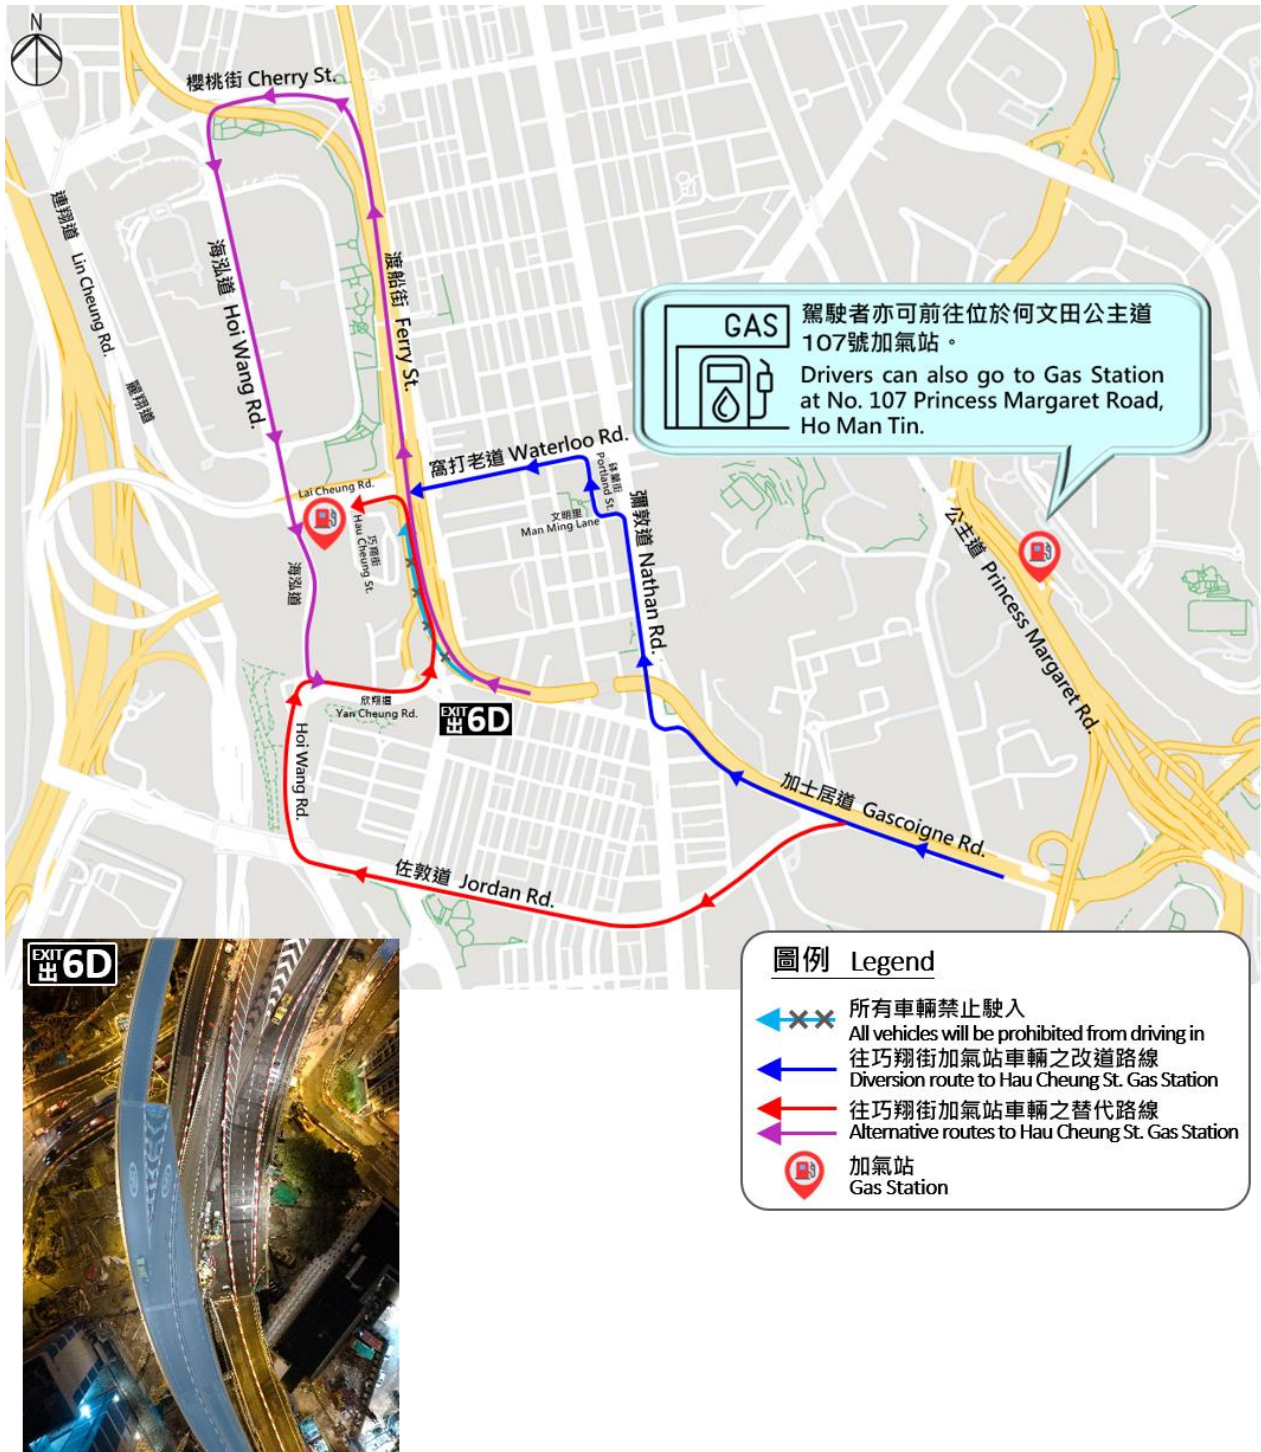 N
櫻桃街 Cherry St.
連翔道 Lin Cheung Rd.
麗翔道
海泓道 Hoi Wang Rd.
渡船街 Ferry St.
GAS
駕駛者亦可前往位於何文田公主道
107號加氣站。
Drivers can also go to Gas Station
at No. 107 Princess Margaret Road,
Ho Man Tin.
窩打老道 Waterloo Rd.
砵蘭街
Portland St.
文明里
Man Ming Lane
彌敦道 Nathan Rd.
Lai Cheung Rd.
巧翔街
Hau Cheung St.
海泓道
公主道 Princess Margaret Rd.
欣翔道
Yan Cheung Rd.
EXIT
出 6D
Hoi Wang Rd.
加士居道 Gascoigne Rd.
佐敦道 Jordan Rd.
EXIT
出 6D
圖例 Legend
所有車輛禁止駛入
All vehicles will be prohibited from driving in
往巧翔街加氣站車輛之改道路線
Diversion route to Hau Cheung St. Gas Station
往巧翔街加氣站車輛之替代路線
Alternative routes to Hau Cheung St. Gas Station
加氣站
Gas Station